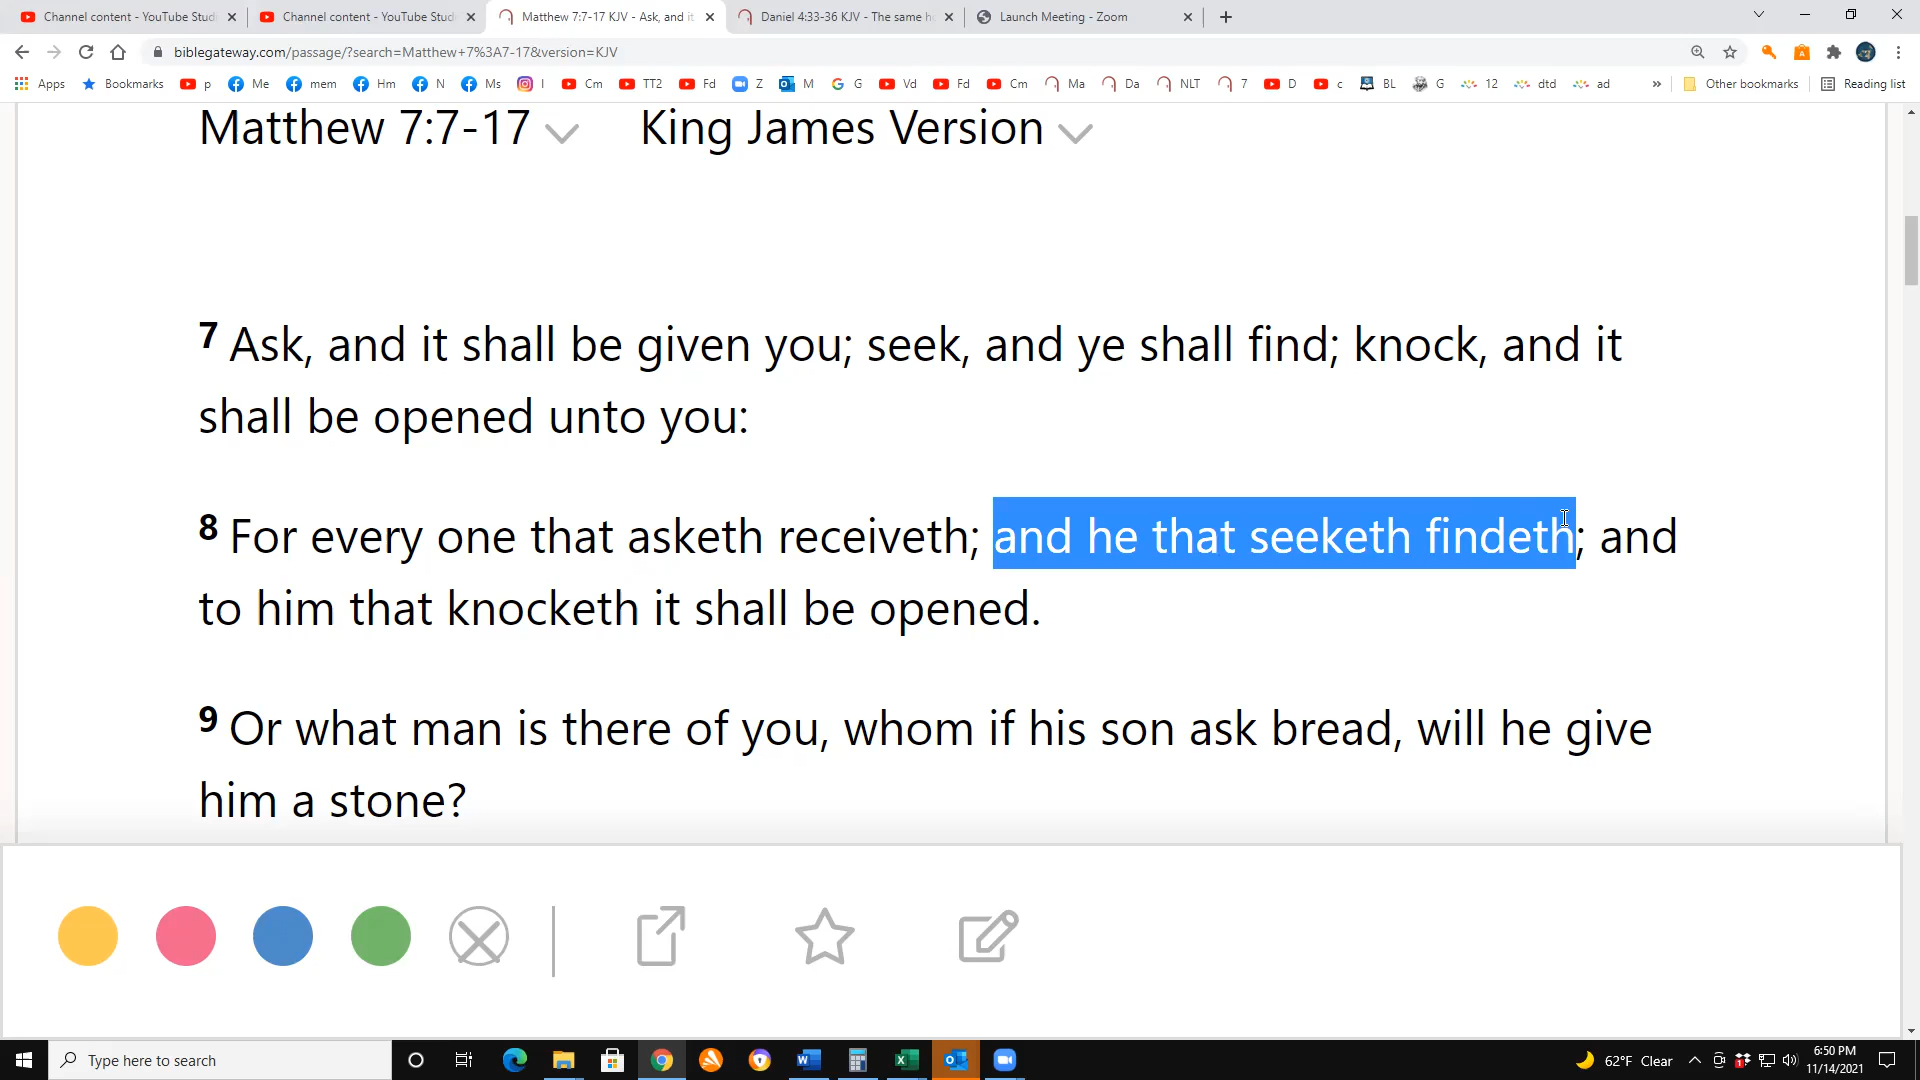 Channel content - YouTube Studi
Channel content - YouTube Studi
Matthew 7:7-17 KJV - Ask, and it
Daniel 4:33-36 KJV - The same h
Launch Meeting - Zoom
biblegateway.com/passage/?search=Matthew+7%3A7-17&version=KJV
Apps Bookmarks p Me mem Hm N Ms I Cm TT2 Fd Z M G Vd Fd Cm Ma Da NLT 7 D c BL G 12 dtd ad » Other bookmarks Reading list
Matthew 7:7-17 King James Version
7 Ask, and it shall be given you; seek, and ye shall find; knock, and it
shall be opened unto you:
8 For every one that asketh receiveth; and he that seeketh findeth; and
to him that knocketh it shall be opened.
9 Or what man is there of you, whom if his son ask bread, will he give
him a stone?
Type here to search
62°F Clear
6:50 PM
11/14/2021